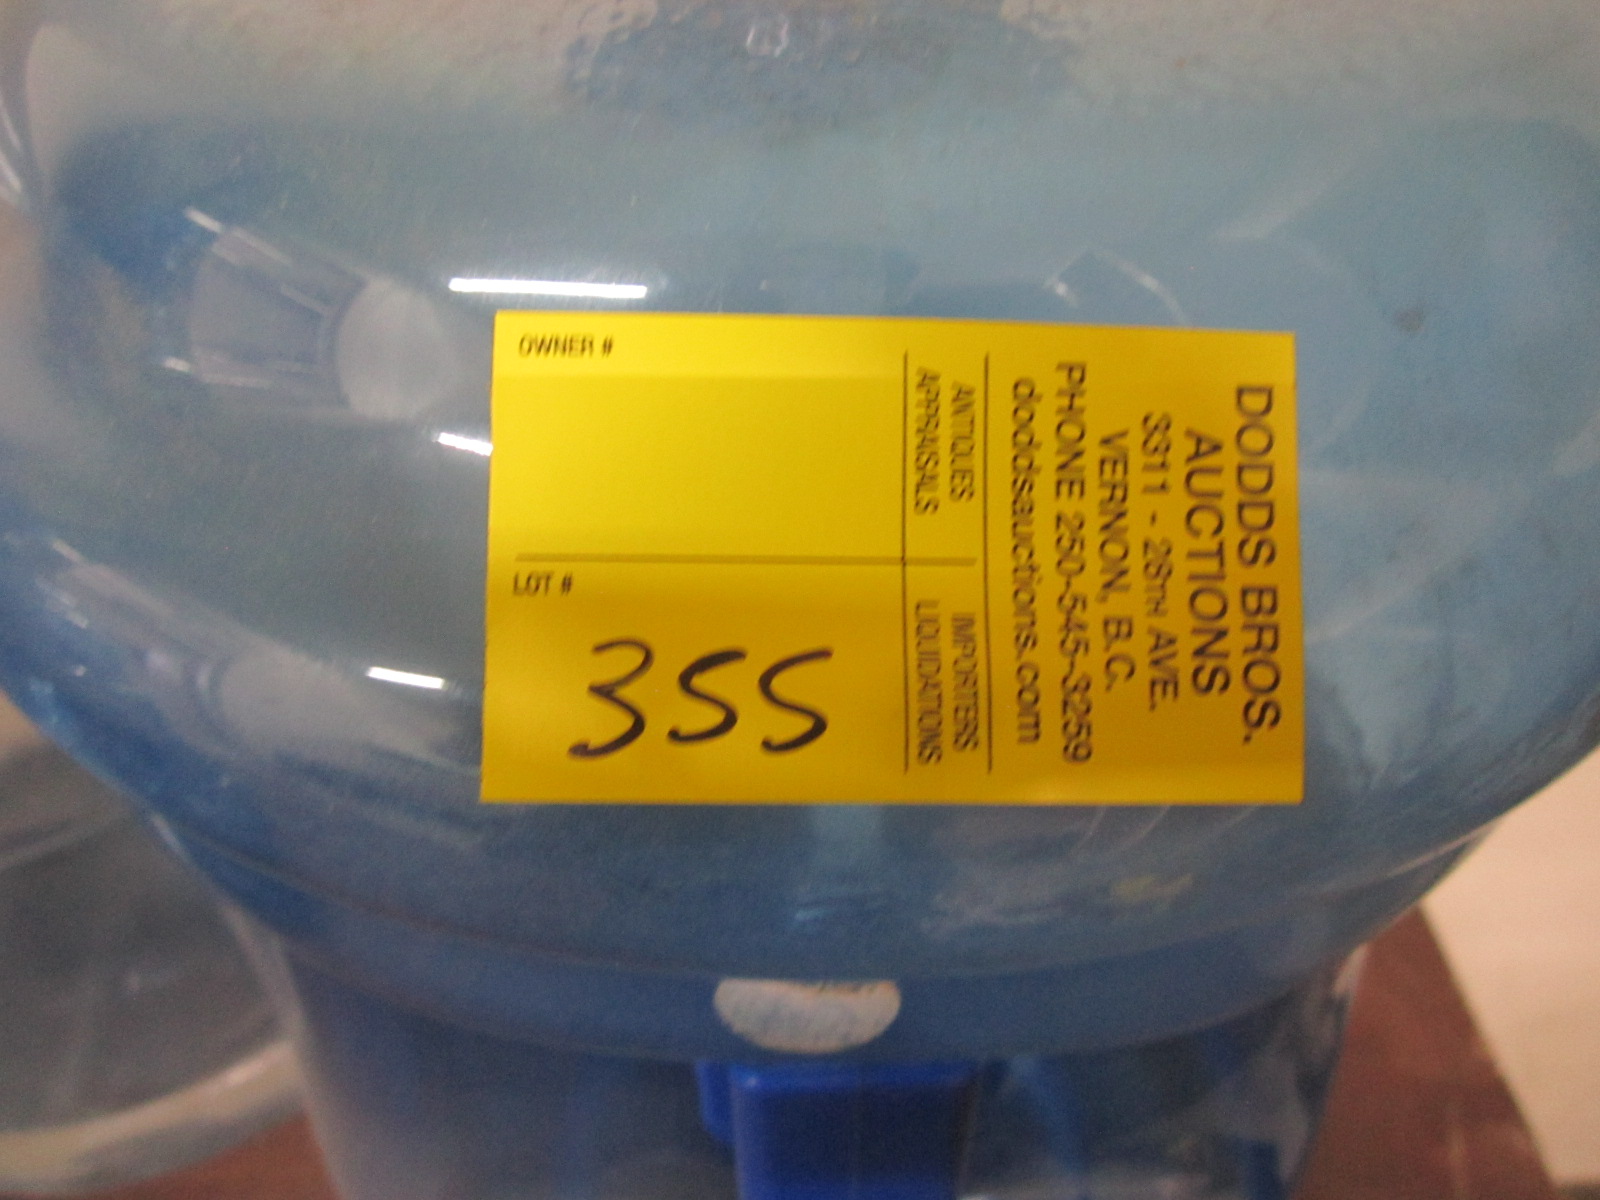 DODDS BROS.
AUCTIONS
3311 - 28TH AVE.
VERNON, B.C.
PHONE 250-545-3259
doddsauctions.com
ANTIQUES IMPORTERS
APPRAISALS LIQUIDATIONS
OWNER #
LOT #
355